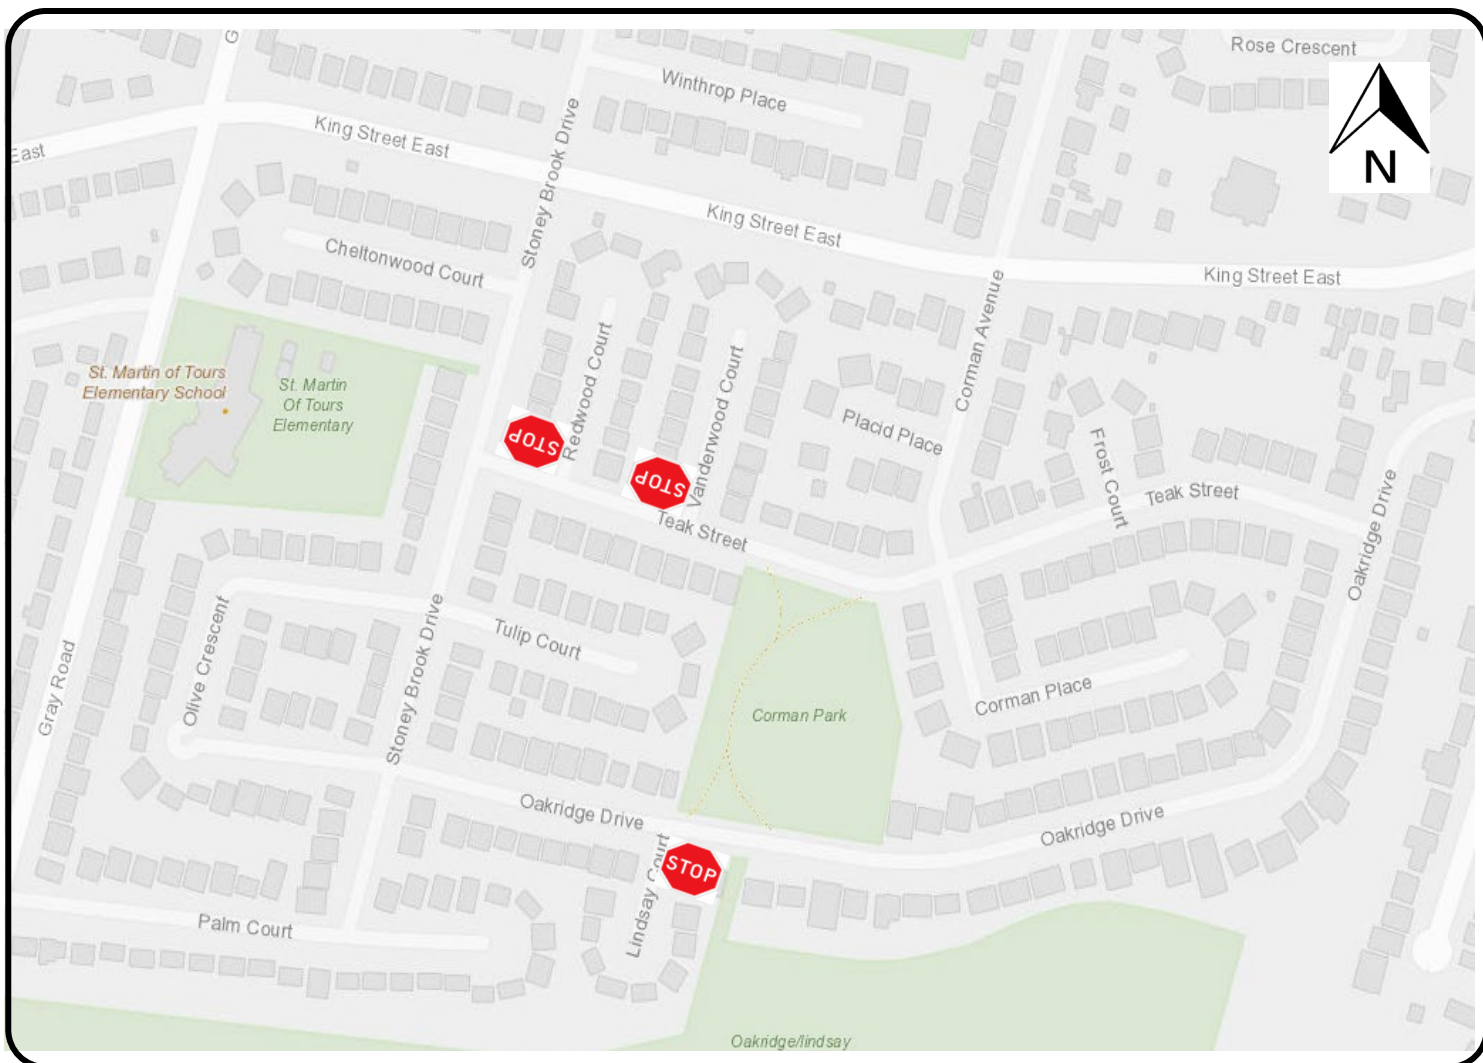 G
Rose Crescent
Winthrop Place
N
King Street East
East
Stoney Brook Drive
King Street East
Cheltonwood Court
King Street East
Corman Avenue
St. Martin of Tours
Elementary School
St. Martin
Of Tours
Elementary
Redwood Court
Vanderwood Court
Placid Place
STOP
STOP
Frost Court
Teak Street
Teak Street
Oakridge Drive
Olive Crescent
Stoney Brook Drive
Tulip Court
Gray Road
Corman Place
Corman Park
Oakridge Drive
Oakridge Drive
Lindsay Court
STOP
Palm Court
Oakridge/lindsay